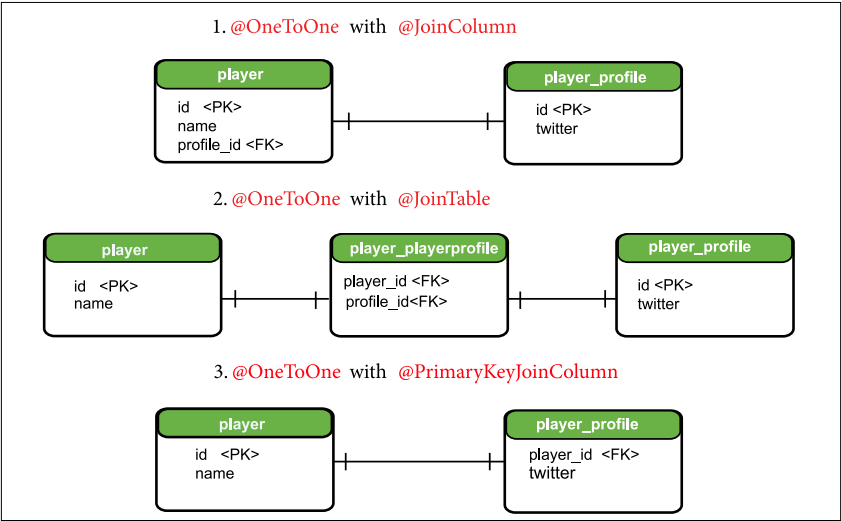 1. @OneToOne with @JoinColumn
player
id <PK>
name
profile_id <FK>
player_profile
id <PK>
twitter
2. @OneToOne with @JoinTable
player
id <PK>
name
player_playerprofile
player_id <FK>
profile_id<FK>
player_profile
id <PK>
twitter
3. @OneToOne with @PrimaryKeyJoinColumn
player
id <PK>
name
player_profile
player_id <FK>
twitter